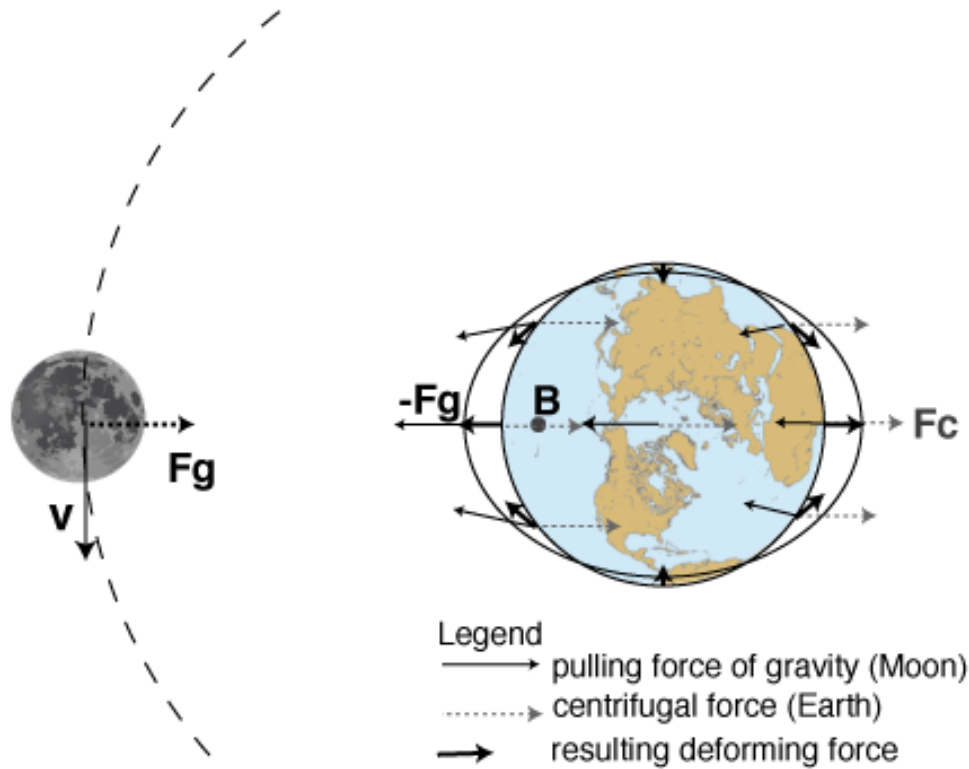 -Fg
B
Fc
Fg
v
Legend
pulling force of gravity (Moon)
centrifugal force (Earth)
resulting deforming force